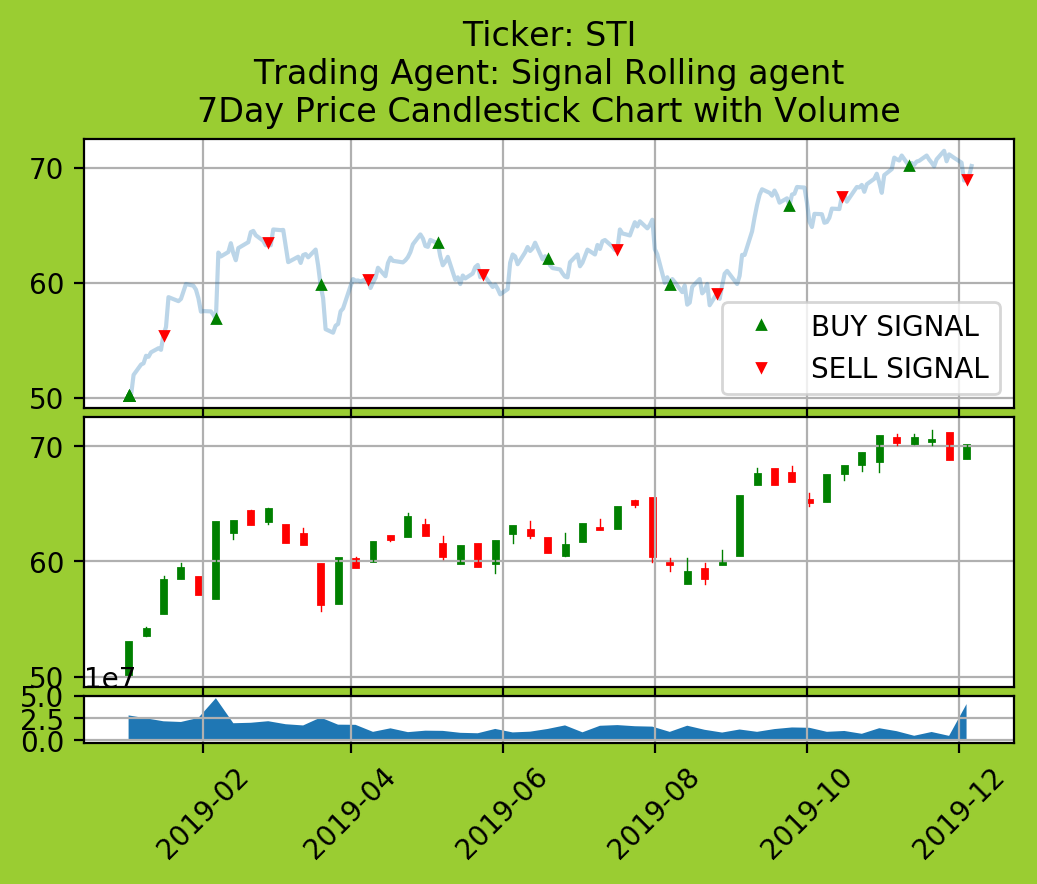 Ticker: STI
Trading Agent: Signal Rolling agent
7Day Price Candlestick Chart with Volume
70
60
50
BUY SIGNAL
SELL SIGNAL
70
60
50
1e7
5.0
2.5
0.0
2019-02
2019-04
2019-06
2019-08
2019-10
2019-12